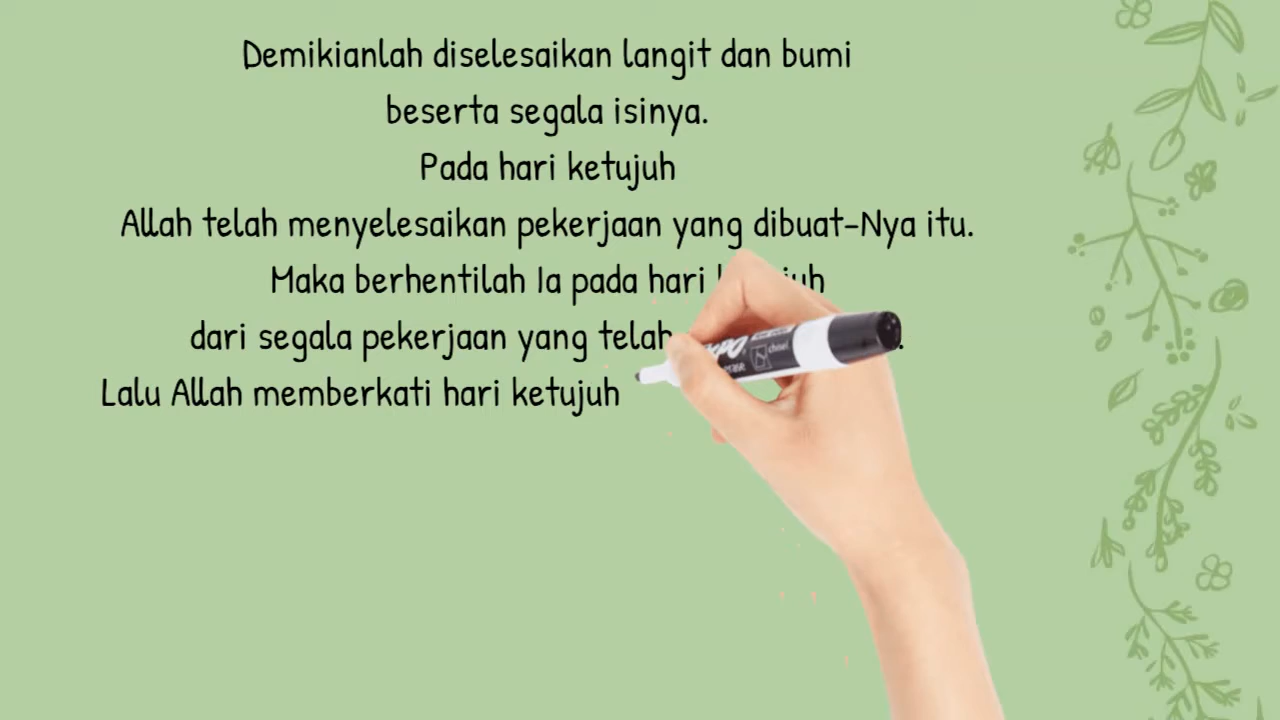 Demikianlah diselesaikan langit dan bumi
beserta segala isinya.
Pada hari ketujuh
Allah telah menyelesaikan pekerjaan yang dibuat-Nya itu.
Maka berhentilah Ia pada hari
dari segala pekerjaan yang telah
Lalu Allah memberkati hari ketujuh
chisel